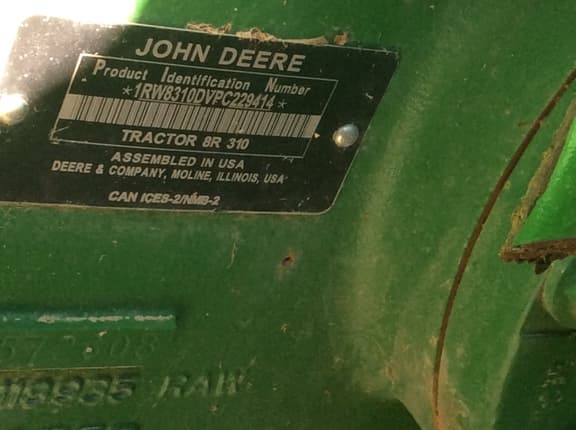 JOHN DEERE
Product Identification Number
*1RW8310DVPC229414*
TRACTOR 8R 310
ASSEMBLED IN USA
DEERE & COMPANY, MOLINE, ILLINOIS, USA
CAN ICES-2/NMB-2
RAW